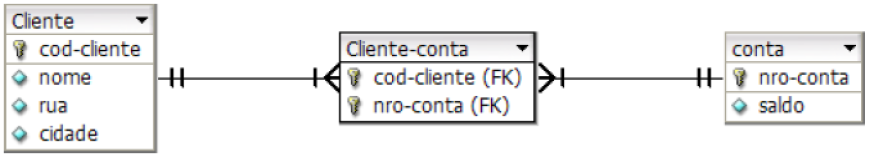 Cliente
cod-cliente
nome
rua
cidade
Cliente-conta
cod-cliente (FK)
nro-conta (FK)
conta
nro-conta
saldo